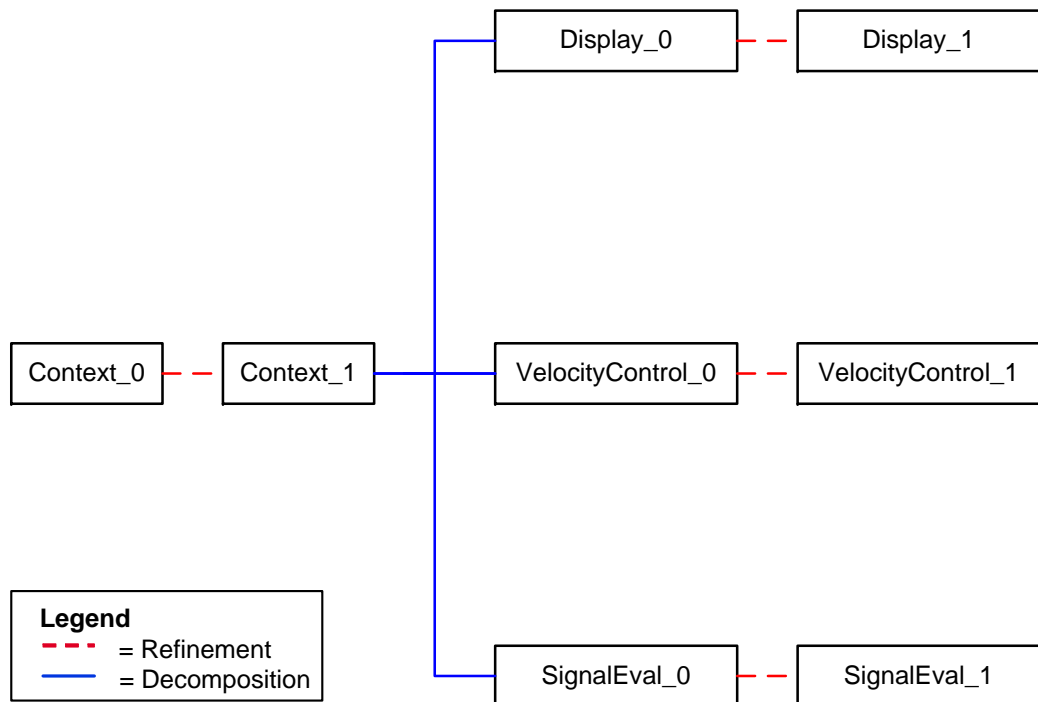 Display_0
Display_1
Context_0
Context_1
VelocityControl_0
VelocityControl_1
Legend
= Refinement
= Decomposition
SignalEval_0
SignalEval_1